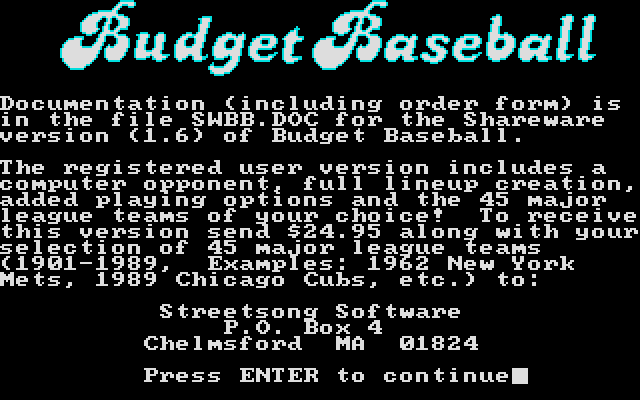 Budget Baseball
Documentation (including order form) is
in the file SWBB.DOC for the Shareware
version (1.6) of Budget Baseball.
The registered user version includes a
computer opponent, full lineup creation,
added playing options and the 45 major
league teams of your choice!  To receive
this version send $24.95 along with your
selection of 45 major league teams
(1901-1989,  Examples: 1962 New York
Mets, 1989 Chicago Cubs, etc.) to:
Streetsong Software
P.O. Box 4
Chelmsford  MA  01824
Press ENTER to continue